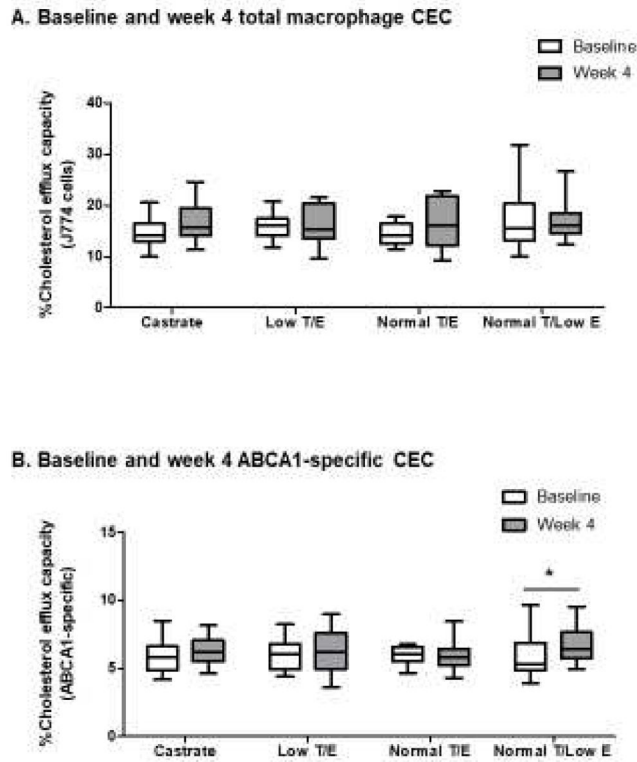 A. Baseline and week 4 total macrophage CEC
Baseline
Week 4
%Cholesterol efflux capacity
(J774 cells)
40
30
20
10
0
Castrate Low T/E Normal T/E Normal T/Low E
B. Baseline and week 4 ABCA1-specific CEC
Baseline
Week 4
%Cholesterol efflux capacity
(ABCA1-specific)
15
*
10
5
0
Castrate Low T/E Normal T/E Normal T/Low E